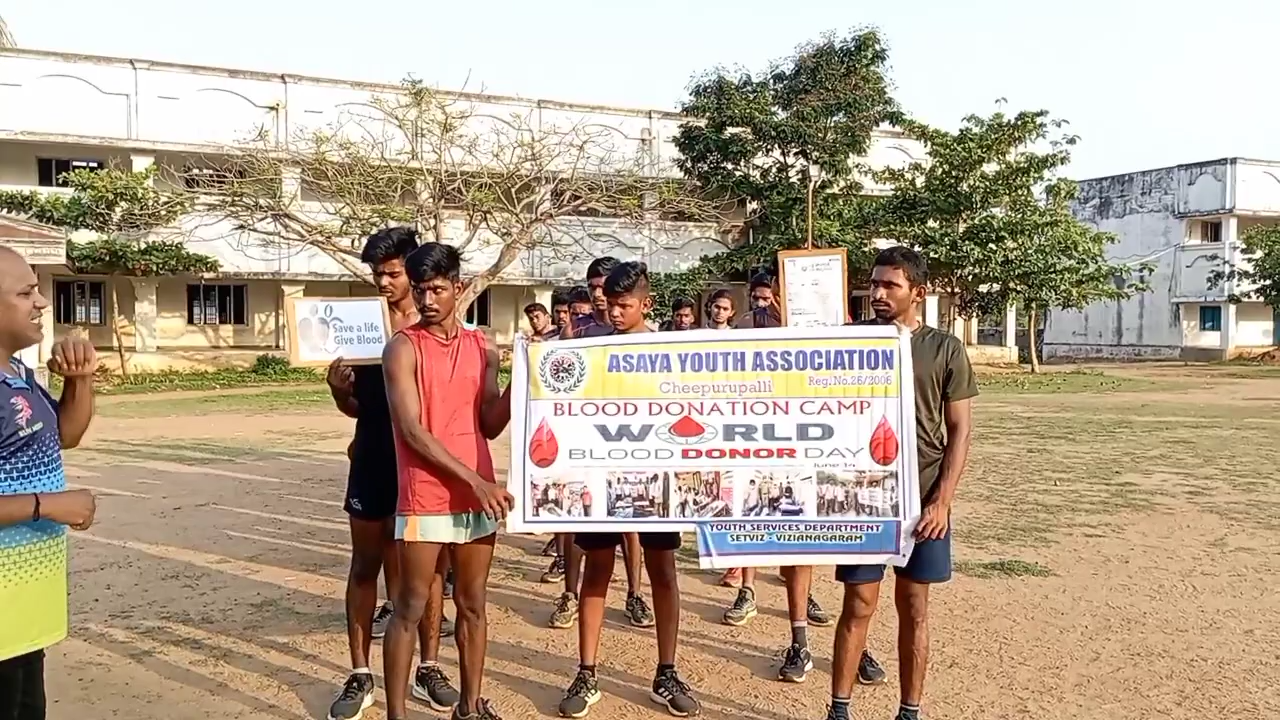 Save a life
Give Blood
ASAYA YOUTH ASSOCIATION
Cheepurupalli
Reg.No.26/2006
BLOOD DONATION CAMP
WORLD
BLOOD DONOR DAY
June 14
YOUTH SERVICES DEPARTMENT
SETVIZ - VIZIANAGARAM